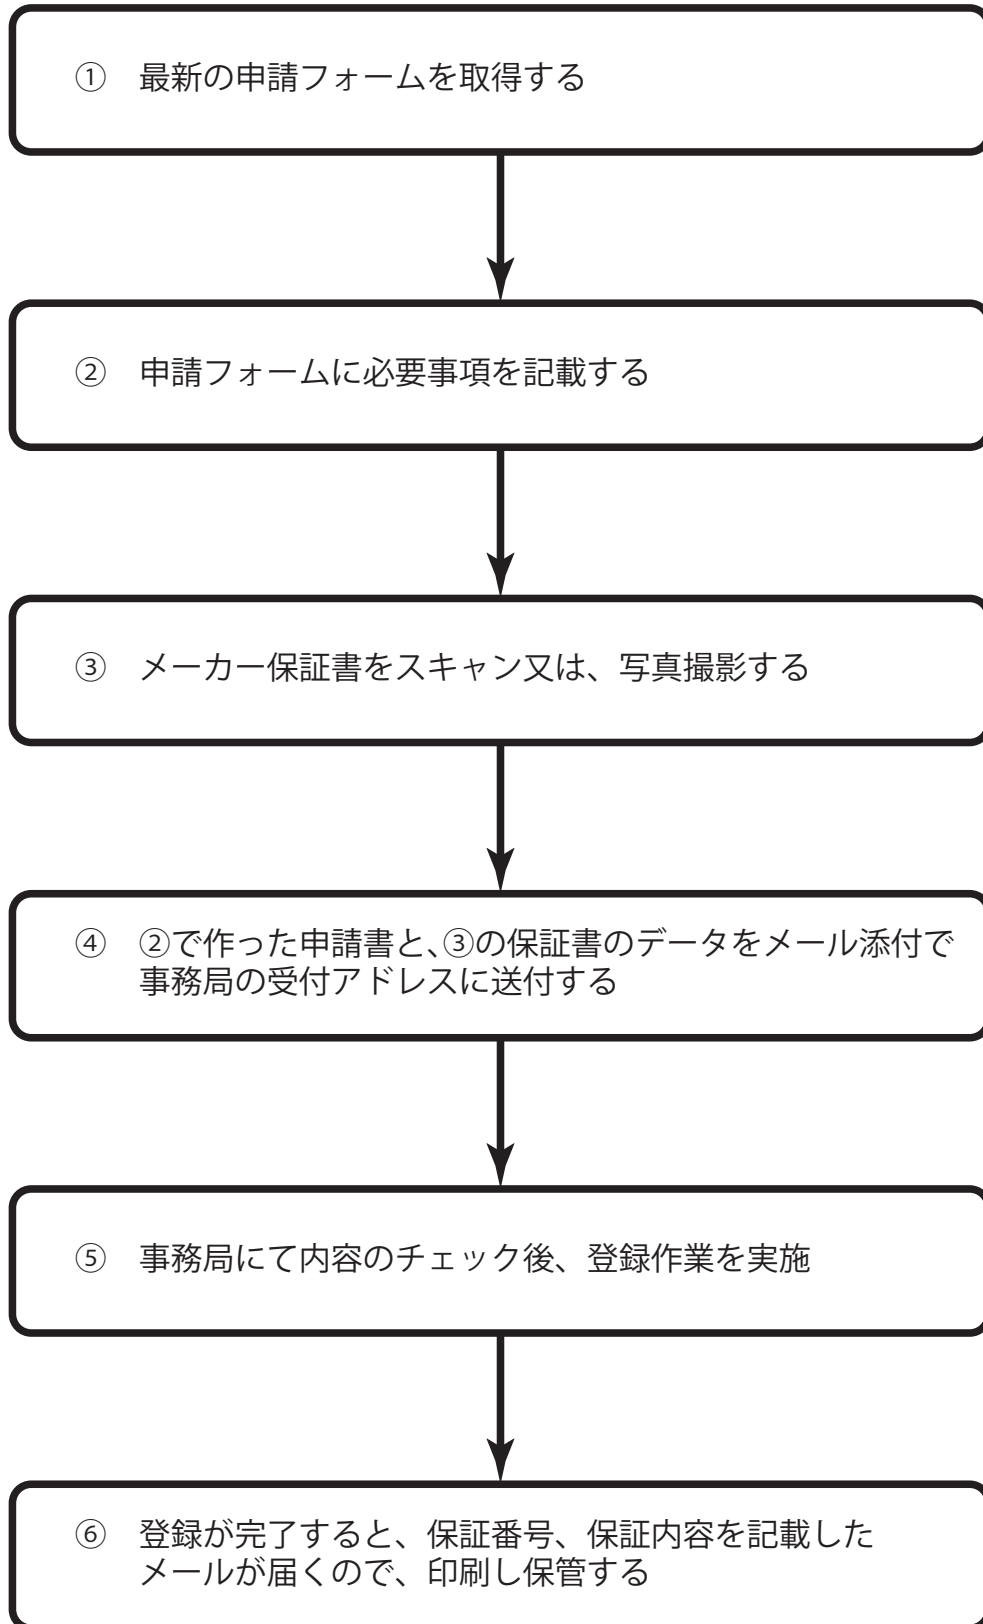 ① 最新の申請フォームを取得する
② 申請フォームに必要事項を記載する
③ メーカー保証書をスキャン又は、写真撮影する
④ ②で作った申請書と、③の保証書のデータをメール添付で
事務局の受付アドレスに送付する
⑤ 事務局にて内容のチェック後、登録作業を実施
⑥ 登録が完了すると、保証番号、保証内容を記載した
メールが届くので、印刷し保管する